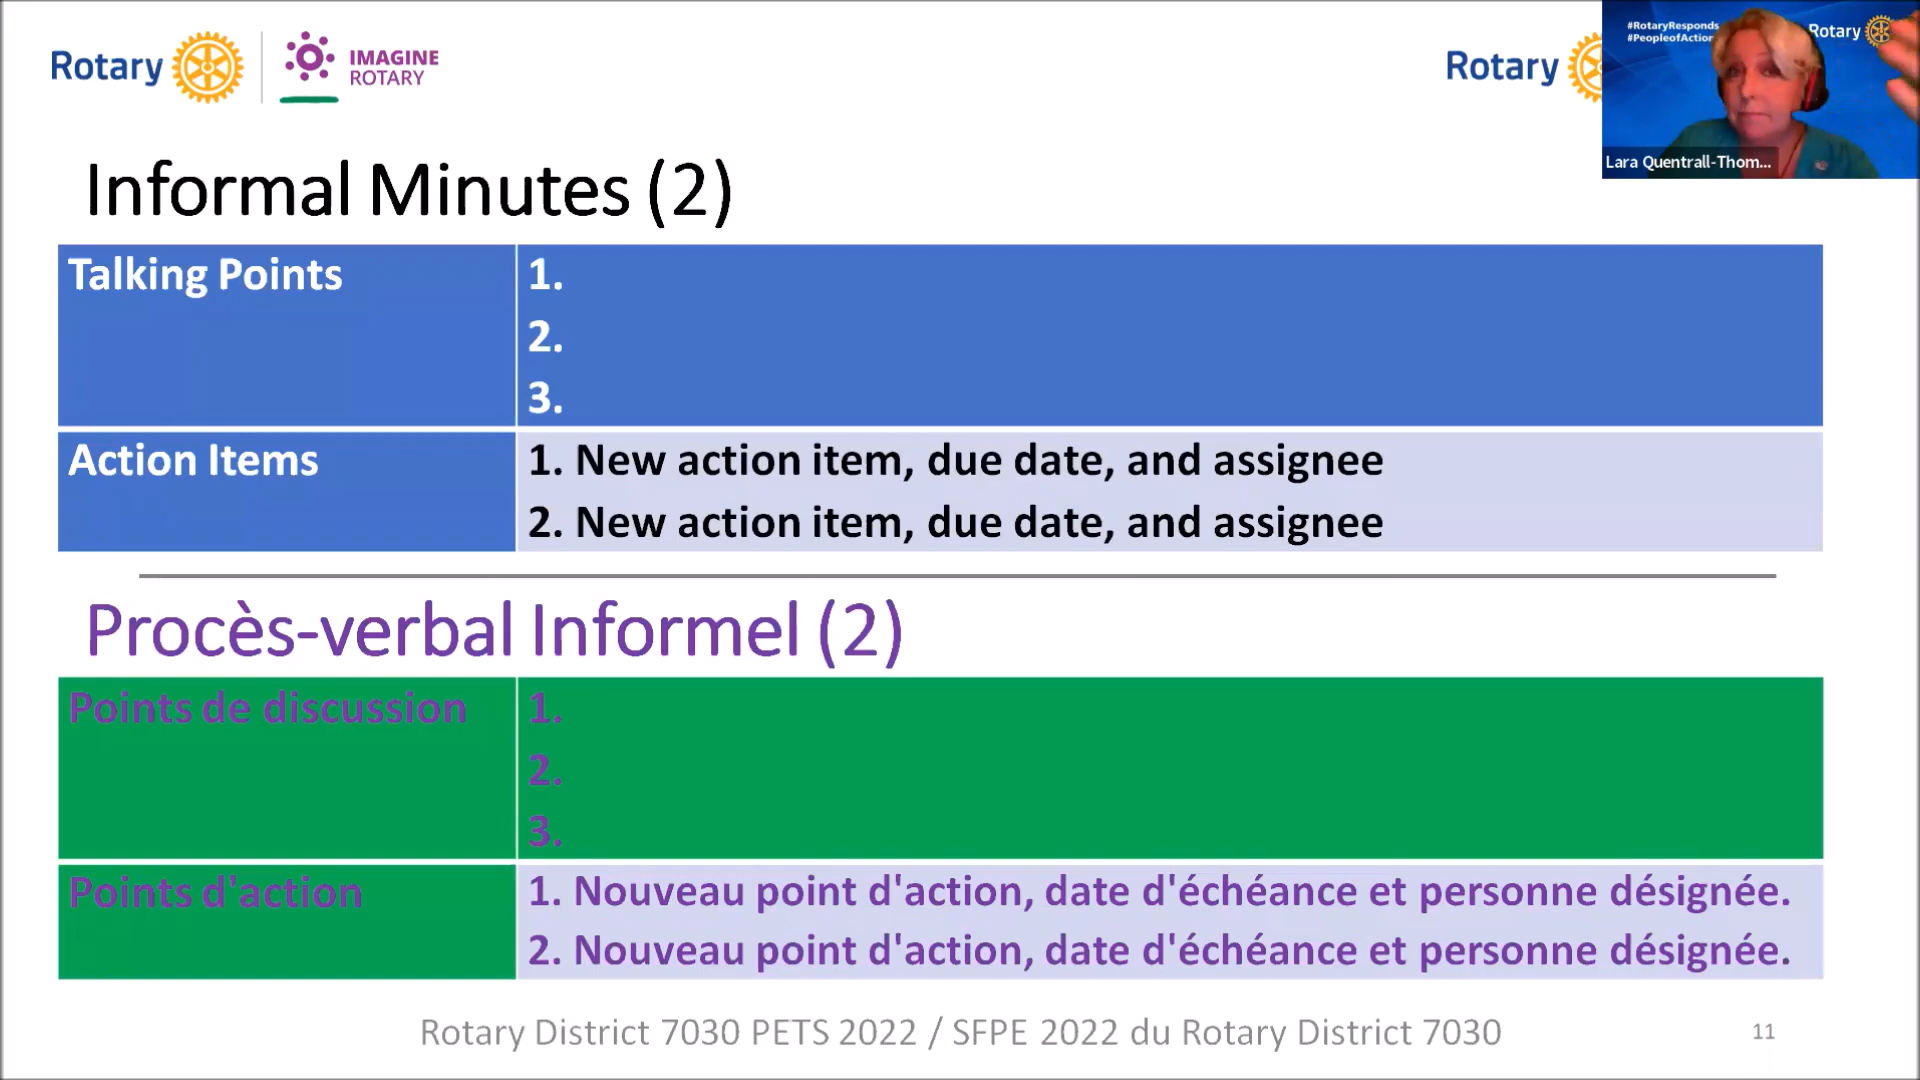 Rotary
IMAGINE
ROTARY
Rotary
#RotaryResponds
#PeopleofAction
Rotary
Lara Quentrall-Thom...
Informal Minutes (2)
Talking Points
1.
2.
3.
Action Items
1. New action item, due date, and assignee
2. New action item, due date, and assignee
Procès-verbal Informel (2)
Points de discussion
1.
2.
3.
Points d'action
1. Nouveau point d'action, date d'échéance et personne désignée.
2. Nouveau point d'action, date d'échéance et personne désignée.
Rotary District 7030 PETS 2022 / SFPE 2022 du Rotary District 7030
11